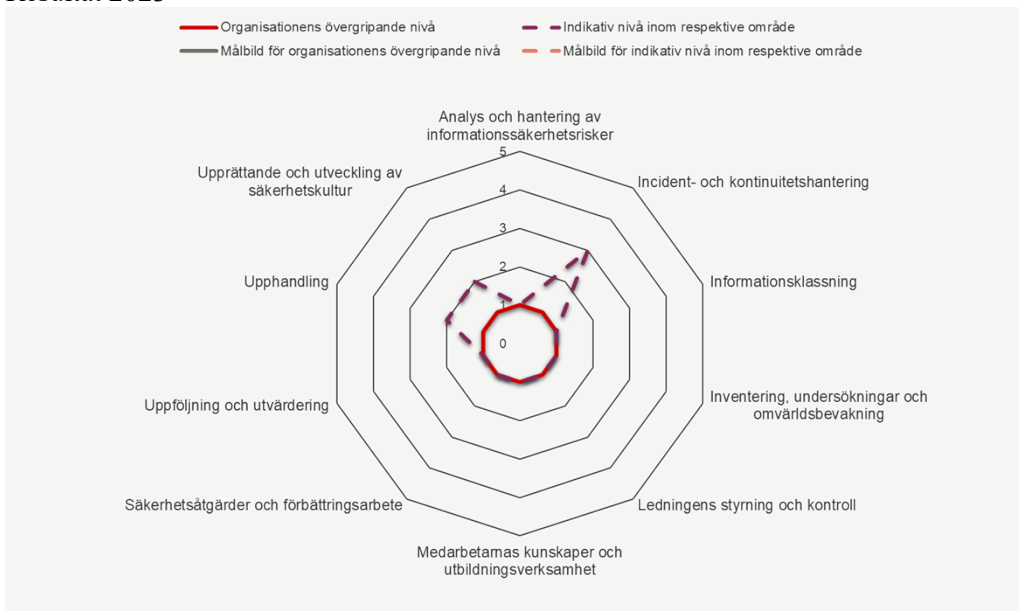 Organisationens övergripande nivå
Indikativ nivå inom respektive område
Målbild för organisationens övergripande nivå
Målbild för indikativ nivå inom respektive område
Analys och hantering av
informationssäkerhetsrisker
5
Upprättande och utveckling av
säkerhetskultur
Incident- och kontinuitetshantering
4
3
2
Upphandling
Informationsklassning
1
0
Uppföljning och utvärdering
Inventering, undersökningar och
omvärldsbevakning
Säkerhetsåtgärder och förbättringsarbete
Ledningens styrning och kontroll
Medarbetarnas kunskaper och
utbildningsverksamhet